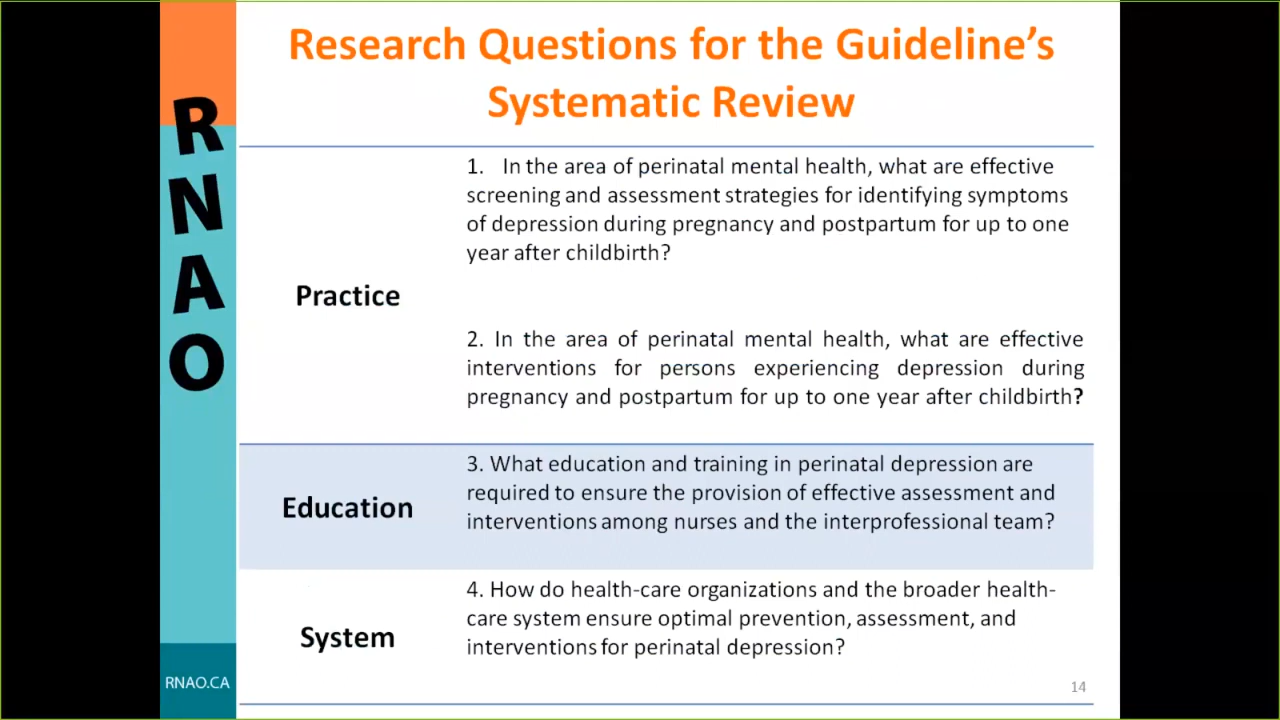 Research Questions for the Guideline’s
Systematic Review
RNAO
Practice
1. In the area of perinatal mental health, what are effective
screening and assessment strategies for identifying symptoms
of depression during pregnancy and postpartum for up to one
year after childbirth?
2. In the area of perinatal mental health, what are effective
interventions for persons experiencing depression during
pregnancy and postpartum for up to one year after childbirth?
Education
3. What education and training in perinatal depression are
required to ensure the provision of effective assessment and
interventions among nurses and the interprofessional team?
System
4. How do health-care organizations and the broader health-
care system ensure optimal prevention, assessment, and
interventions for perinatal depression?
RNAO.CA
14